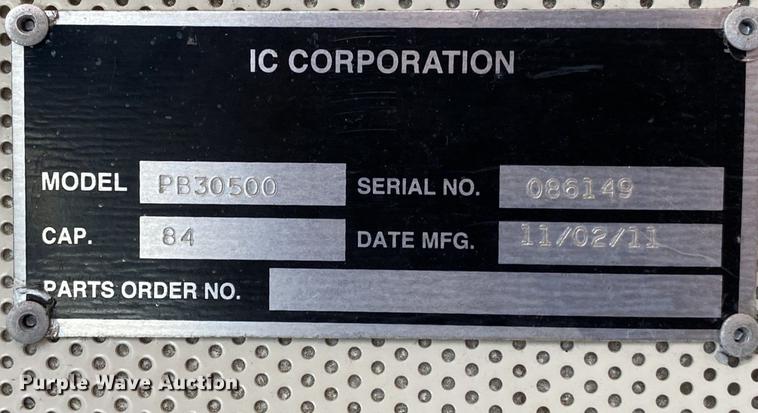 IC CORPORATION
MODEL PB30500 SERIAL NO. 086149
CAP. 84 DATE MFG. 11/02/11
PARTS ORDER NO.
Purple Wave Auction